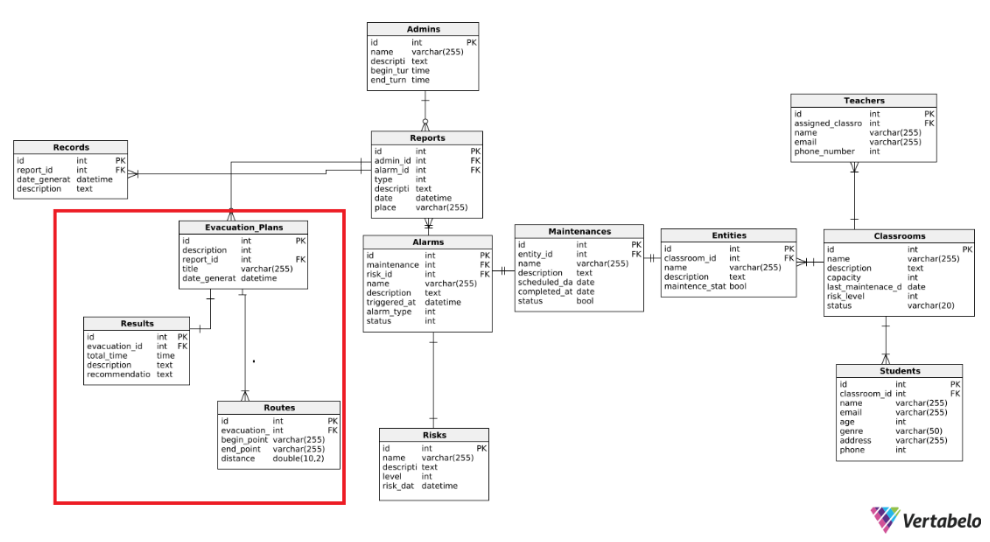 Admins
id int PK
name varchar(255)
descripti text
begin_tur time
end_turn time
Teachers
id int PK
assigned_classro int FK
name varchar(255)
email varchar(255)
phone_number int
Records
id int PK
report_id int FK
date_generat datetime
description text
Reports
id int PK
admin_id int FK
alarm_id int FK
type int
descripti text
date datetime
place varchar(255)
Evacuation_Plans
id int PK
description int
report_id int FK
title varchar(255)
date_generat datetime
Alarms
id int PK
maintenance int FK
risk_id int FK
name varchar(255)
description text
triggered_at datetime
alarm_type int
status int
Maintenances
id int PK
entity_id int FK
name varchar(255)
description text
scheduled_da date
completed_at date
status bool
Entities
id int PK
classroom_id int FK
name varchar(255)
description text
maintence_stat bool
Classrooms
id int PK
name varchar(255)
description text
capacity int
last_maintenace_d date
risk_level int
status varchar(20)
Results
id int PK
evacuation_id int FK
total_time time
description text
recommendatio text
Routes
id int PK
evacuation_ int FK
begin_point varchar(255)
end_point varchar(255)
distance double(10,2)
Risks
id int PK
name varchar(255)
descripti text
level int
risk_dat datetime
Students
id int PK
classroom_id int FK
name varchar(255)
email varchar(255)
age int
genre varchar(50)
address varchar(255)
phone int
Vertabelo